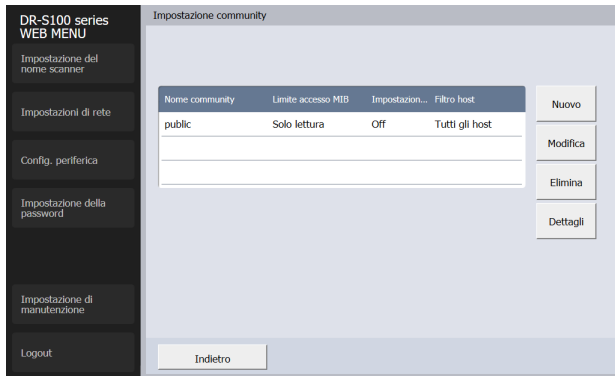 DR-S100 series
WEB MENU
Impostazione del
nome scanner
Impostazioni di rete
Config. periferica
Impostazione della
password
Impostazione di
manutenzione
Logout
Impostazione community
Nome community Limite accesso MIB Impostazion... Filtro host
public Solo lettura Off Tutti gli host
Nuovo
Modifica
Elimina
Dettagli
Indietro